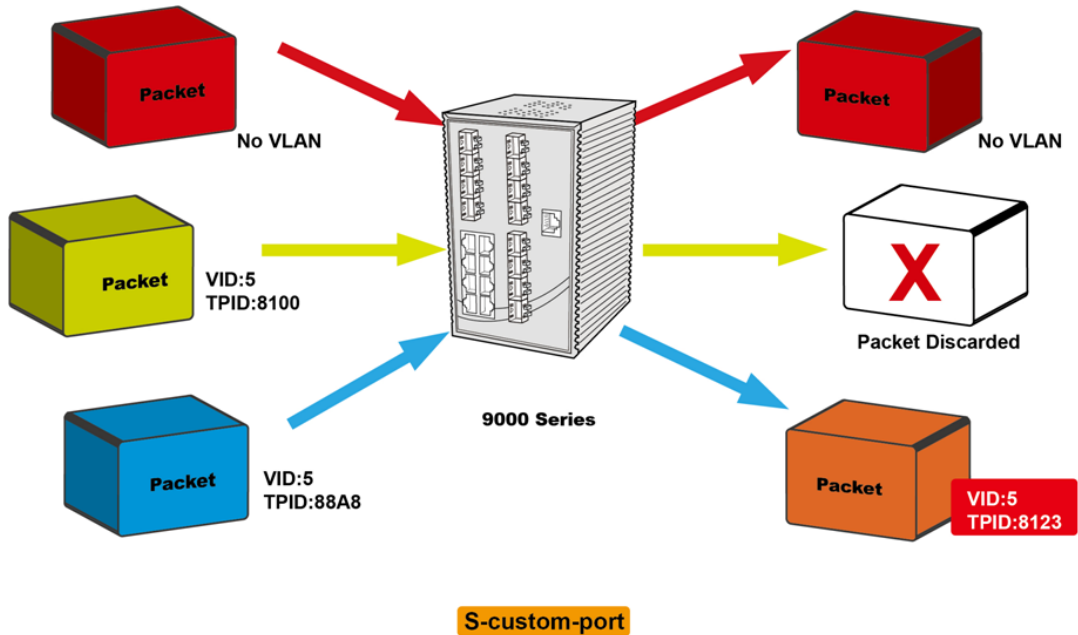 Packet
No VLAN
Packet
No VLAN
Packet
VID:5
TPID:8100
X
Packet Discarded
9000 Series
Packet
VID:5
TPID:88A8
Packet
VID:5
TPID:8123
S-custom-port